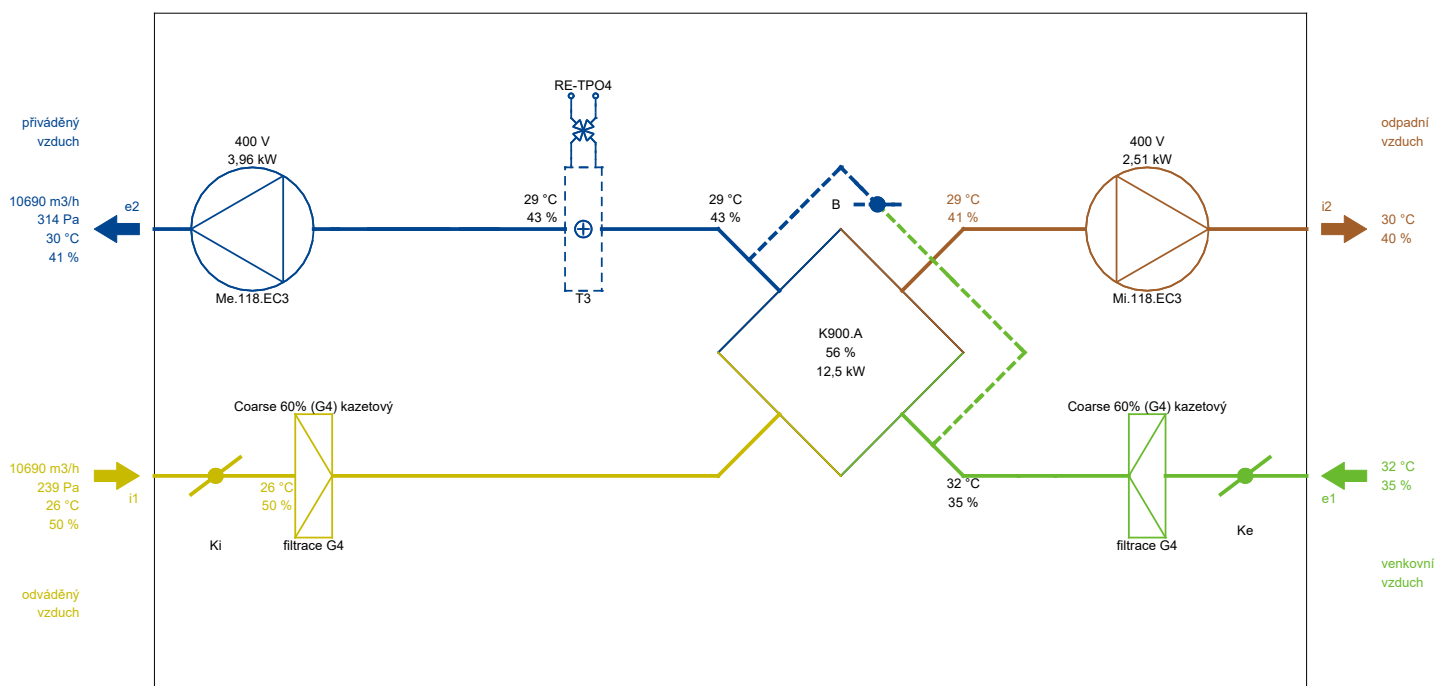 RE-TPO4
přiváděný
vzduch
400 V
3,96 kW
400 V
2,51 kW
odpadní
vzduch
10690 m3/h
314 Pa
30 °C
41 %
e2
29 °C
43 %
29 °C
43 %
B
29 °C
41 %
i2
30 °C
40 %
Me.118.EC3
T3
Mi.118.EC3
K900.A
56 %
12,5 kW
Coarse 60% (G4) kazetový
Coarse 60% (G4) kazetový
10690 m3/h
239 Pa
26 °C
50 %
i1
26 °C
50 %
32 °C
35 %
32 °C
35 %
e1
Ki
filtrace G4
filtrace G4
Ke
odváděný
vzduch
venkovní
vzduch